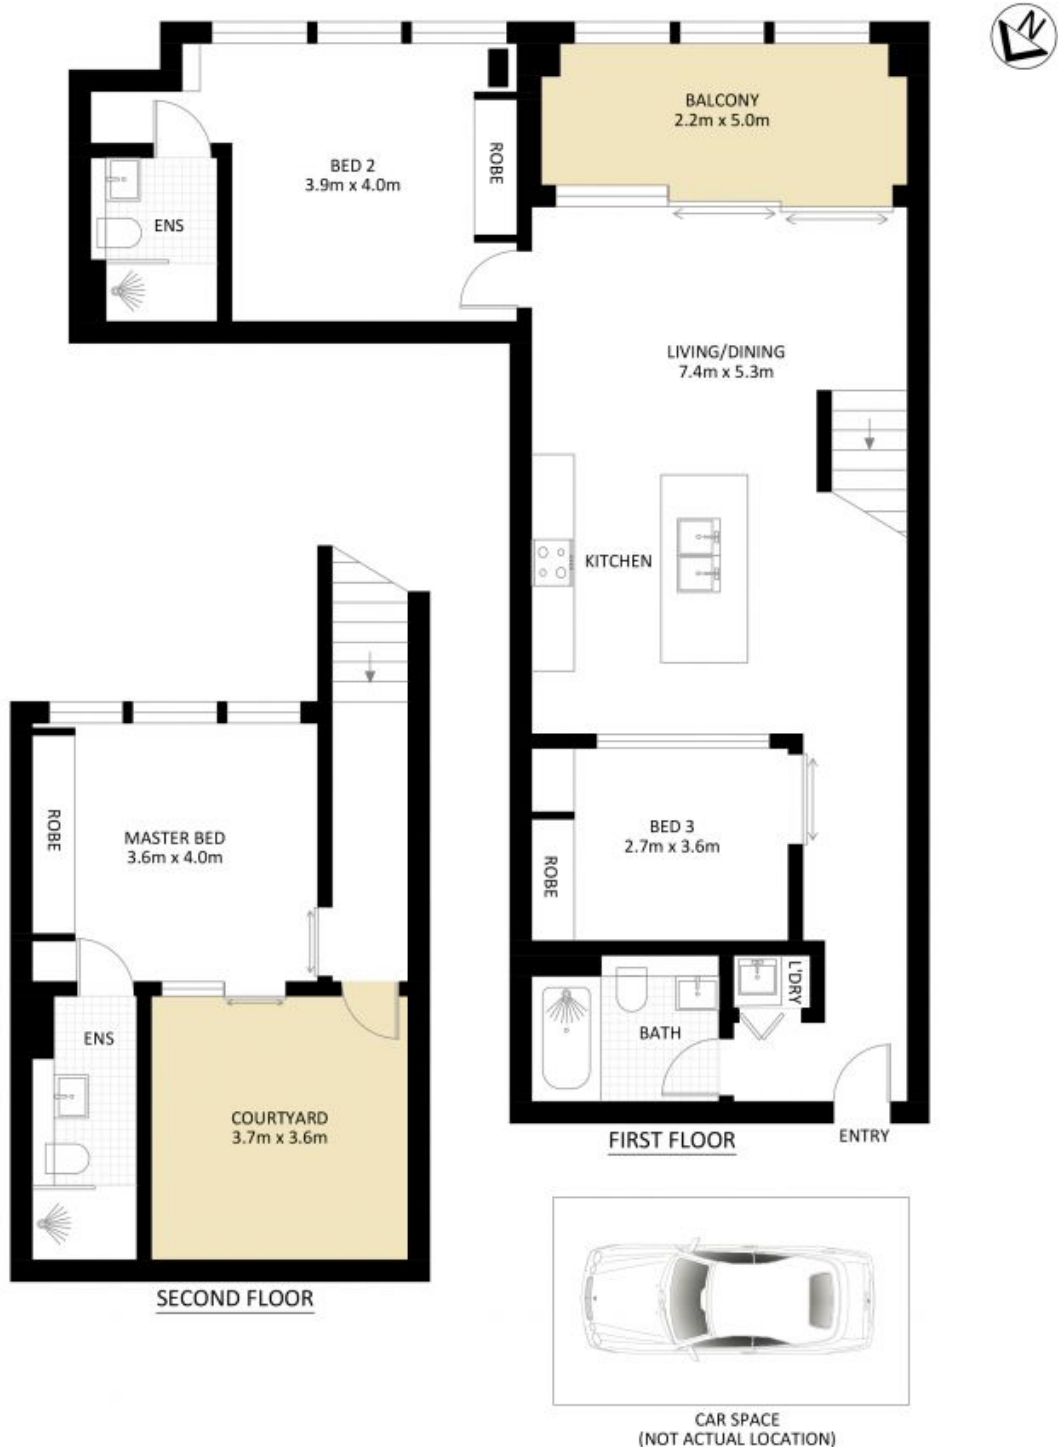 N
BALCONY
2.2m x 5.0m
BED 2
3.9m x 4.0m
ROBE
ENS
LIVING/DINING
7.4m x 5.3m
KITCHEN
BED 3
2.7m x 3.6m
ROBE
L'DRY
BATH
ENTRY
FIRST FLOOR
ROBE
MASTER BED
3.6m x 4.0m
ENS
COURTYARD
3.7m x 3.6m
SECOND FLOOR
CAR SPACE
(NOT ACTUAL LOCATION)